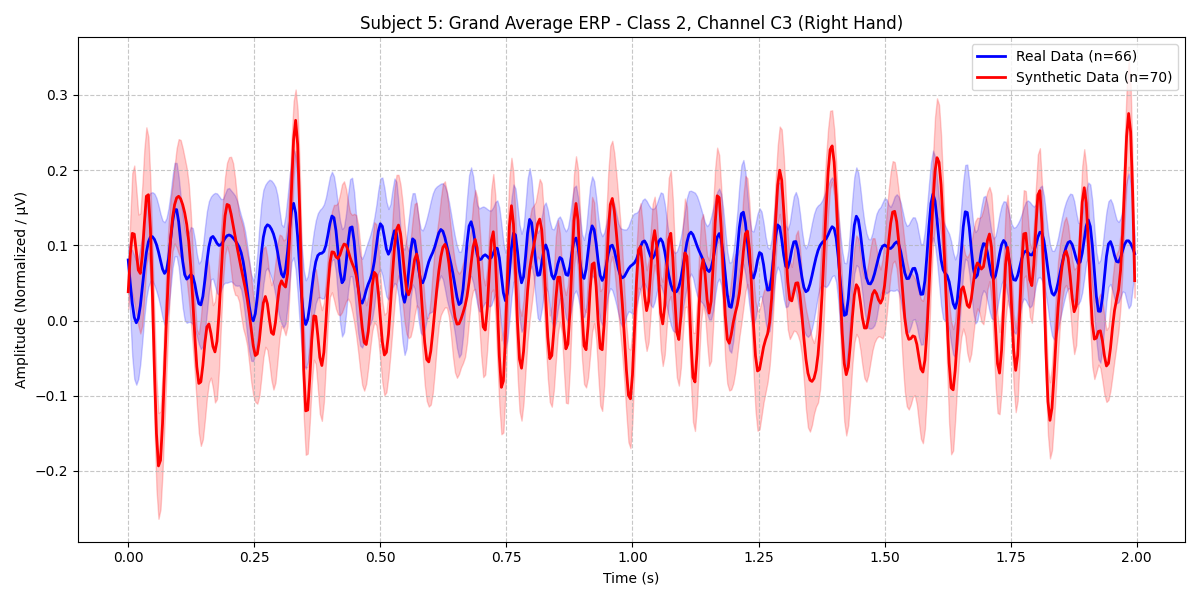 Subject 5: Grand Average ERP - Class 2, Channel C3 (Right Hand)
Real Data (n=66)
Synthetic Data (n=70)
Amplitude (Normalized / µV)
0.3
0.2
0.1
0.0
−0.1
−0.2
0.00 0.25 0.50 0.75 1.00 1.25 1.50 1.75 2.00
Time (s)